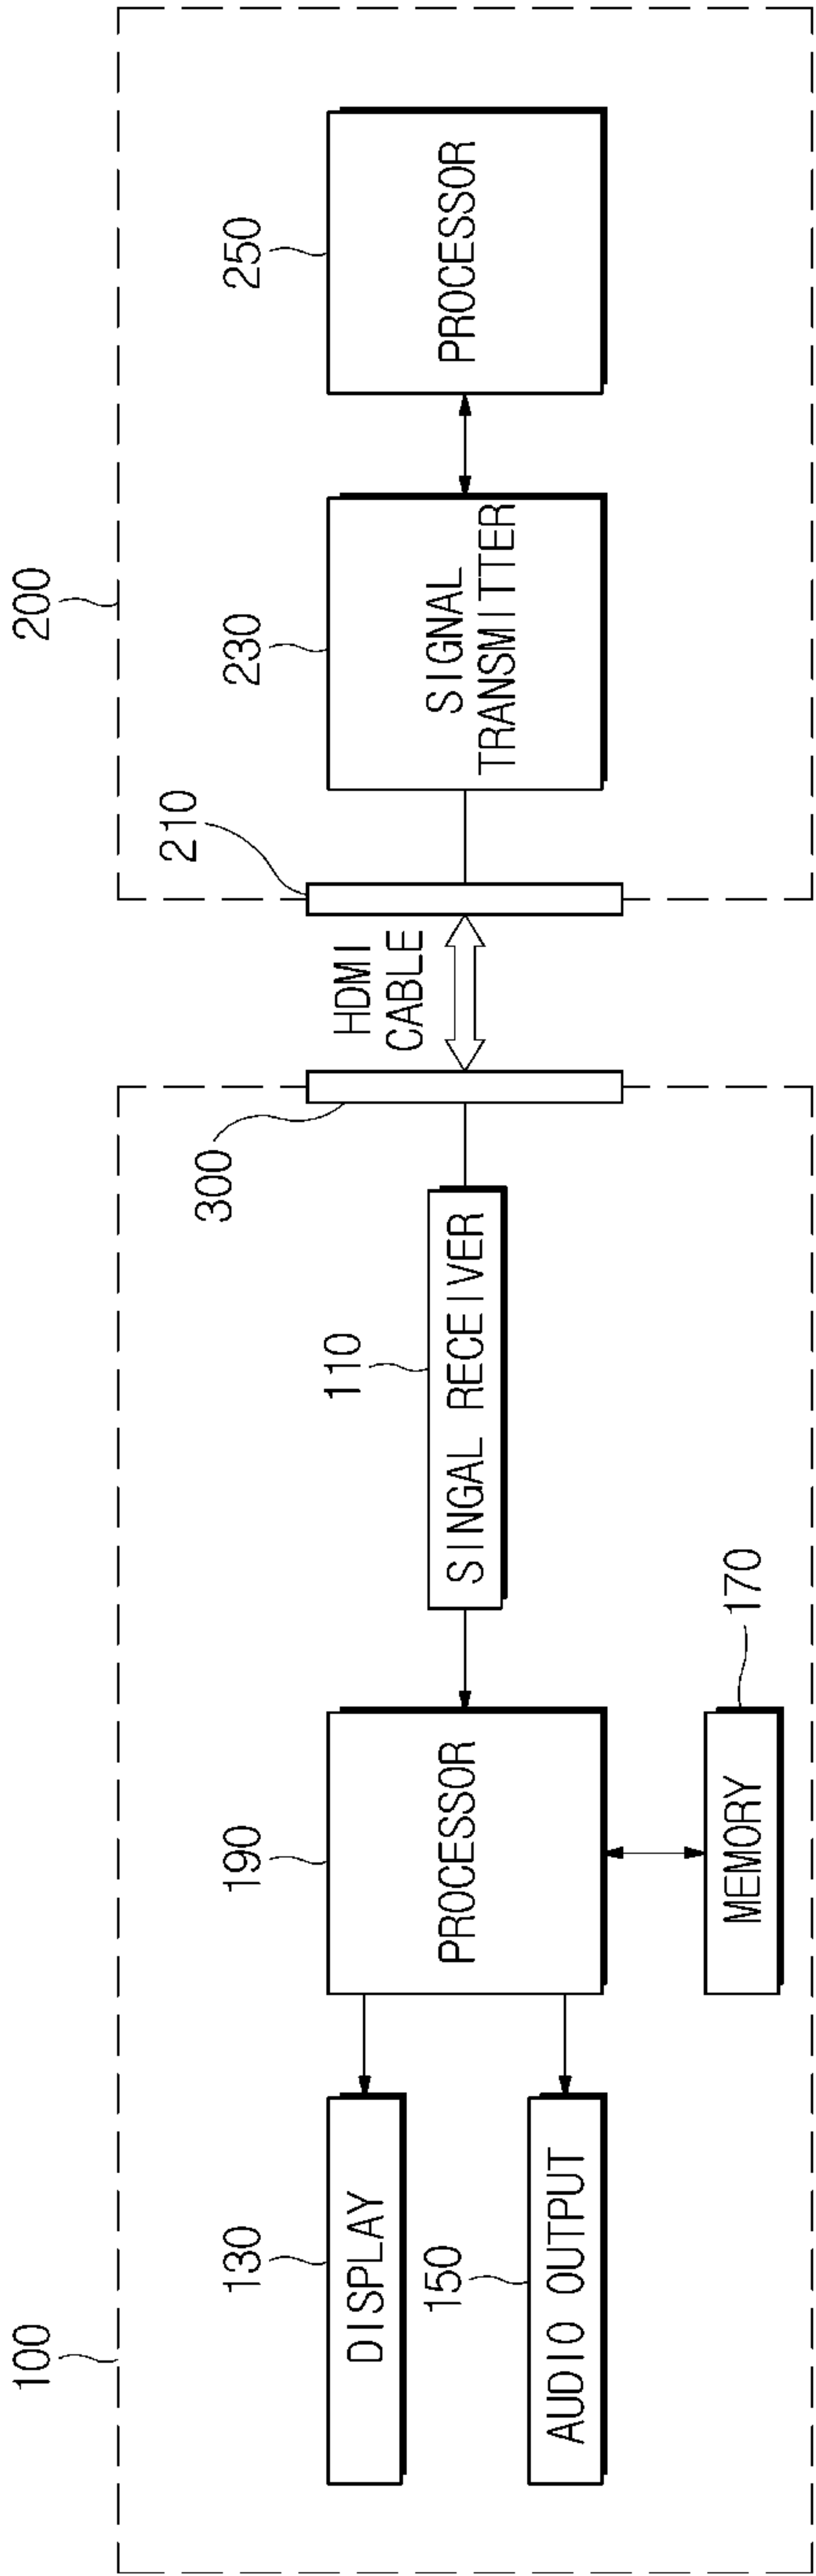 100
200
130
DISPLAY
150
AUDIO OUTPUT
190
PROCESSOR
170
MEMORY
110
SINGAL RECEIVER
300
HDMI
CABLE
210
230
SIGNAL
TRANSMITTER
250
PROCESSOR